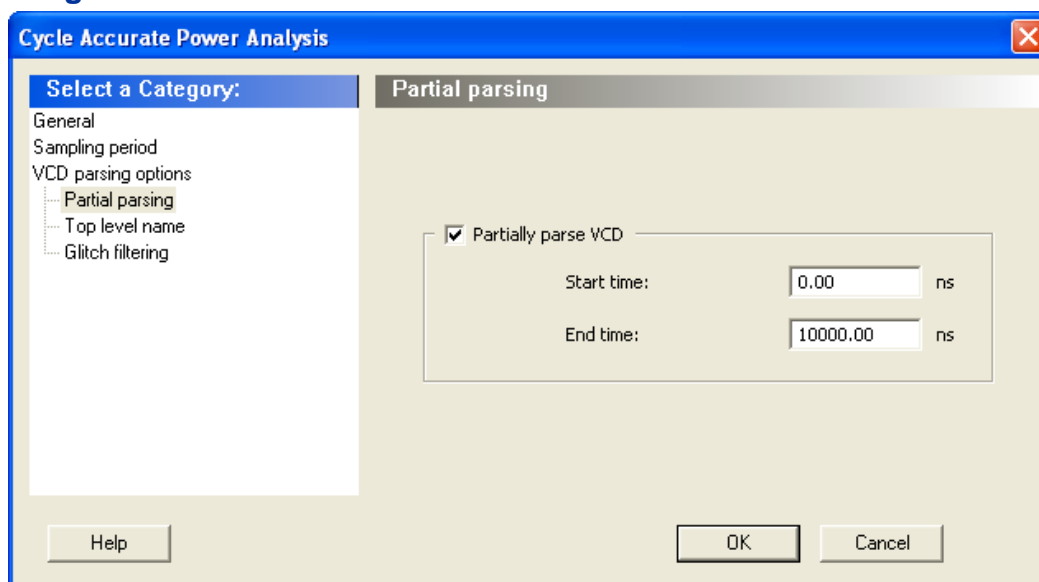 Cycle Accurate Power Analysis
Select a Category:
General
Sampling period
VCD parsing options
Partial parsing
Top level name
Glitch filtering
Partial parsing
Partially parse VCD
Start time: 0.00 ns
End time: 10000.00 ns
Help
OK
Cancel